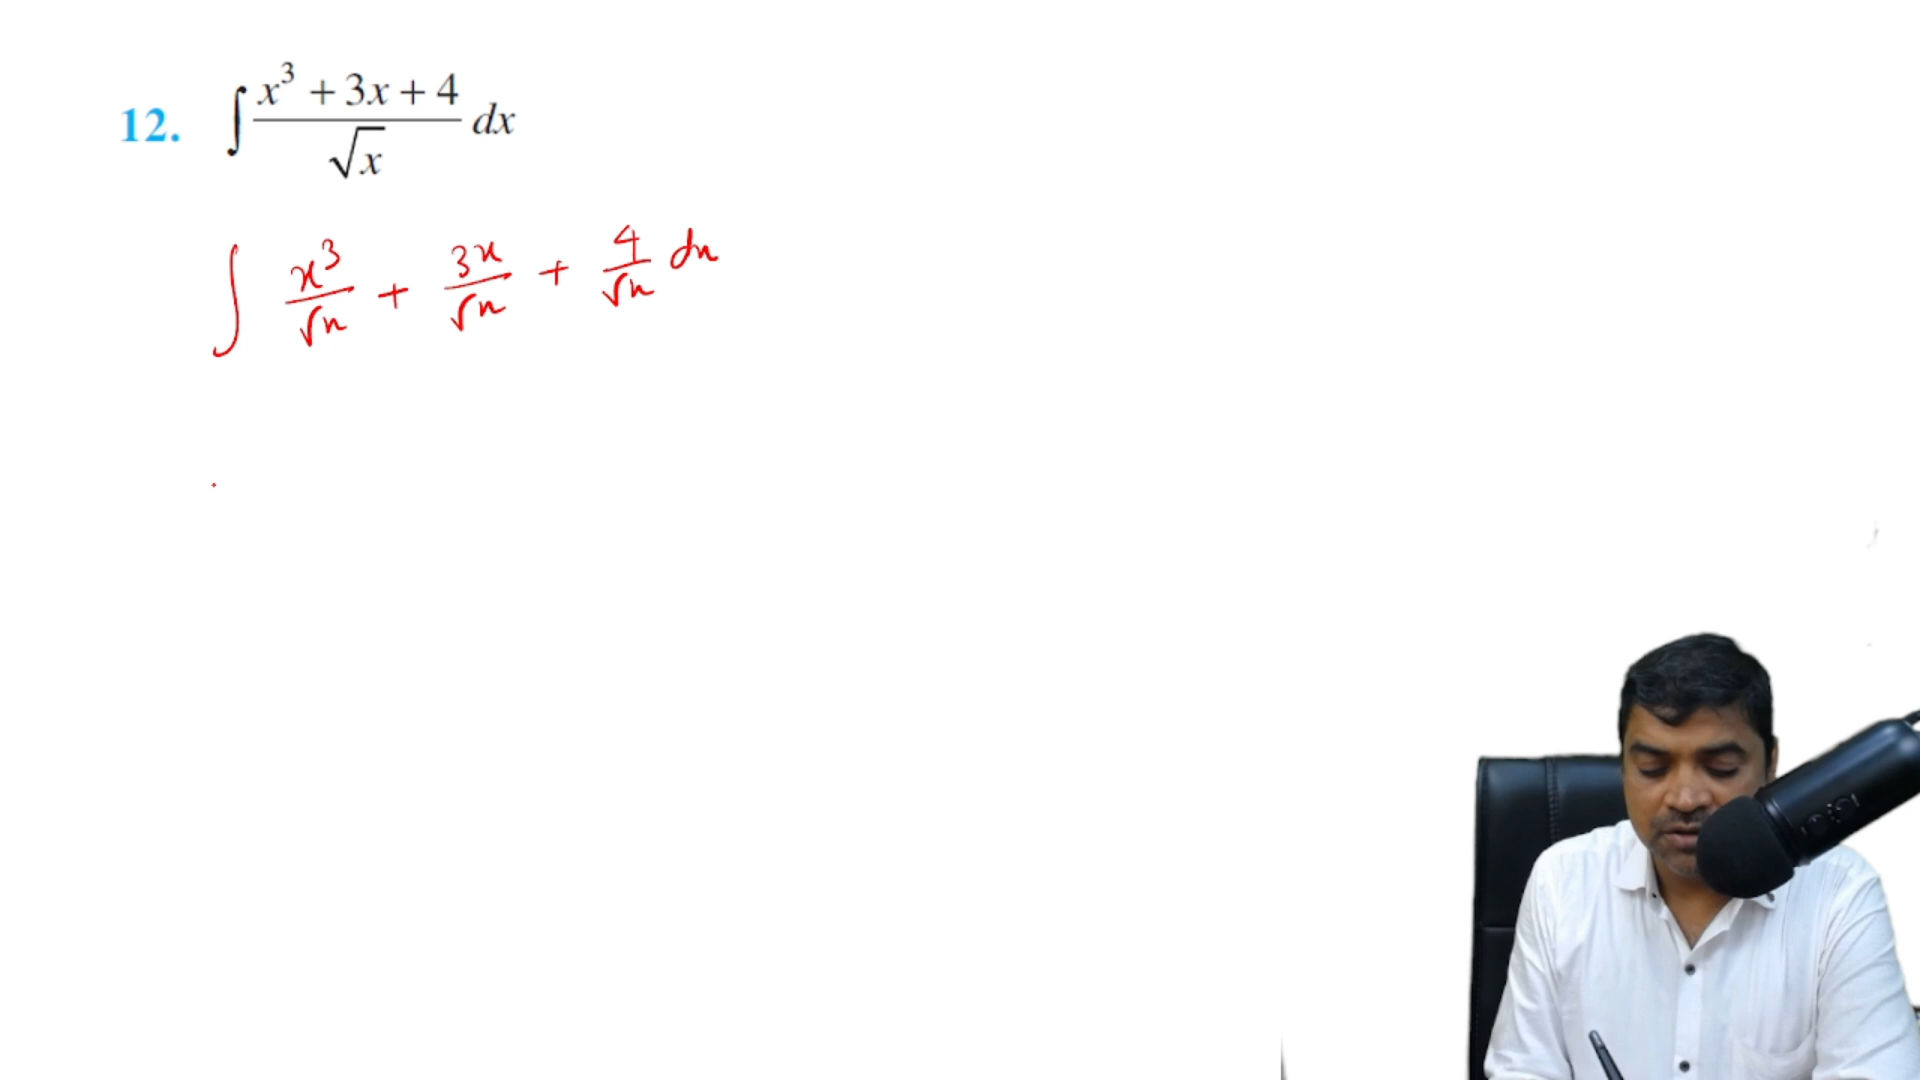 12. ∫ (x³ + 3x + 4)/√x dx
∫ x³/√x + 3x/√x + 4/√x dx